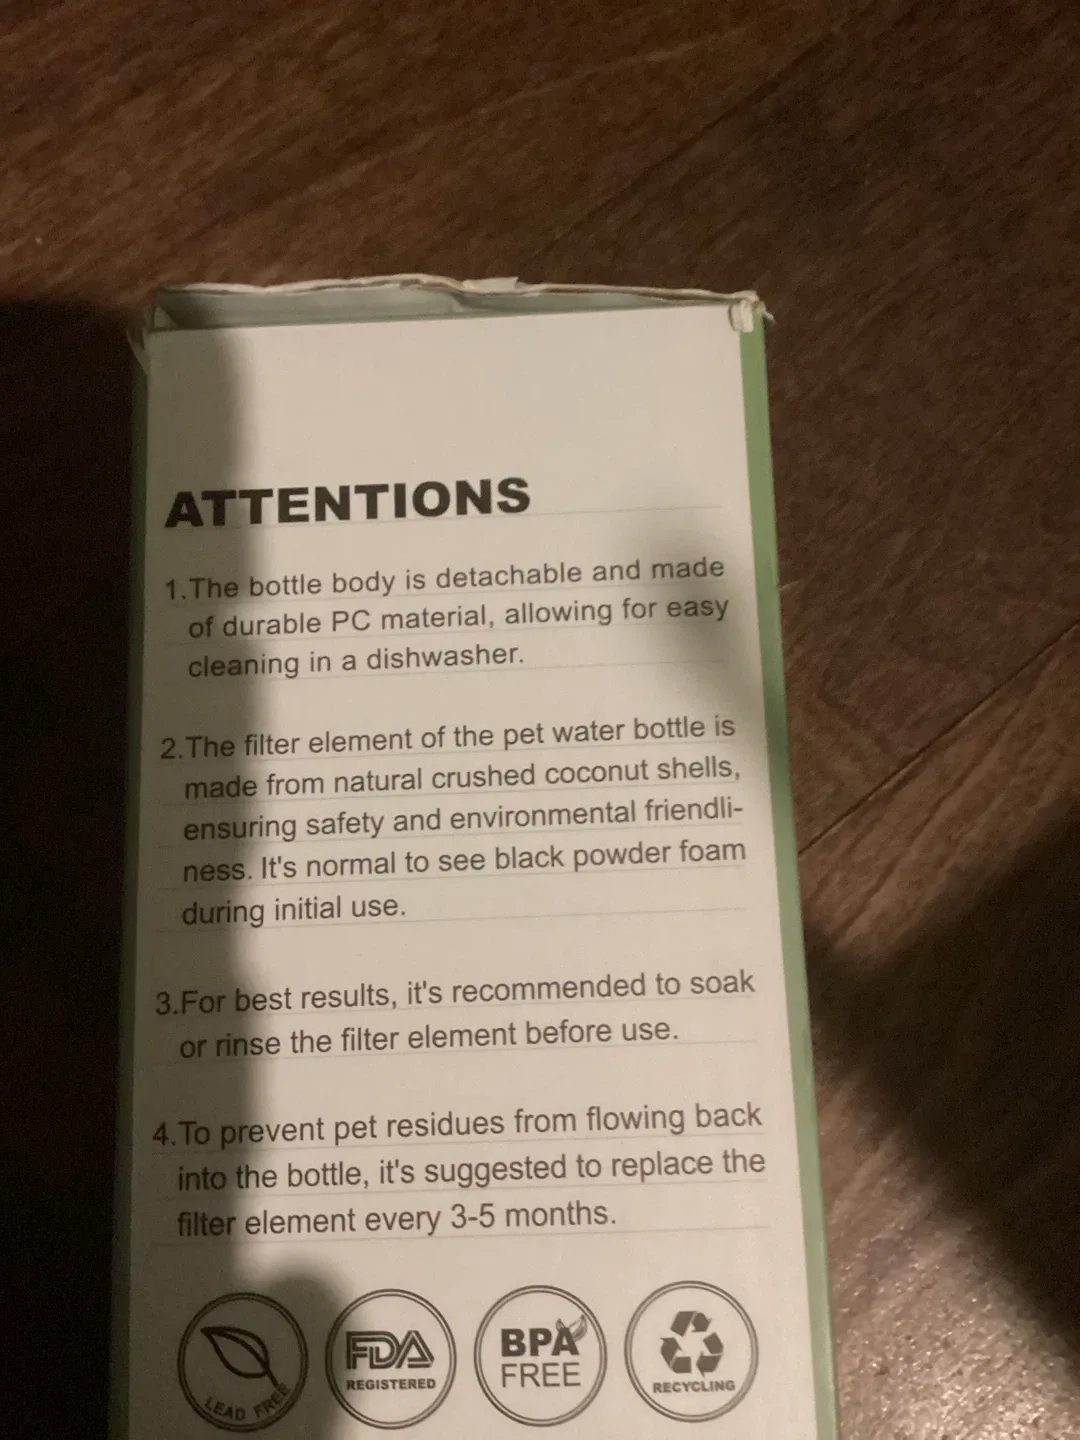 ATTENTIONS
1.The bottle body is detachable and made
of durable PC material, allowing for easy
cleaning in a dishwasher.
2.The filter element of the pet water bottle is
made from natural crushed coconut shells,
ensuring safety and environmental friendli-
ness. It's normal to see black powder foam
during initial use.
3.For best results, it's recommended to soak
or rinse the filter element before use.
4.To prevent pet residues from flowing back
into the bottle, it's suggested to replace the
filter element every 3-5 months.
LEAD FREE
FDA
REGISTERED
BPA
FREE
RECYCLING